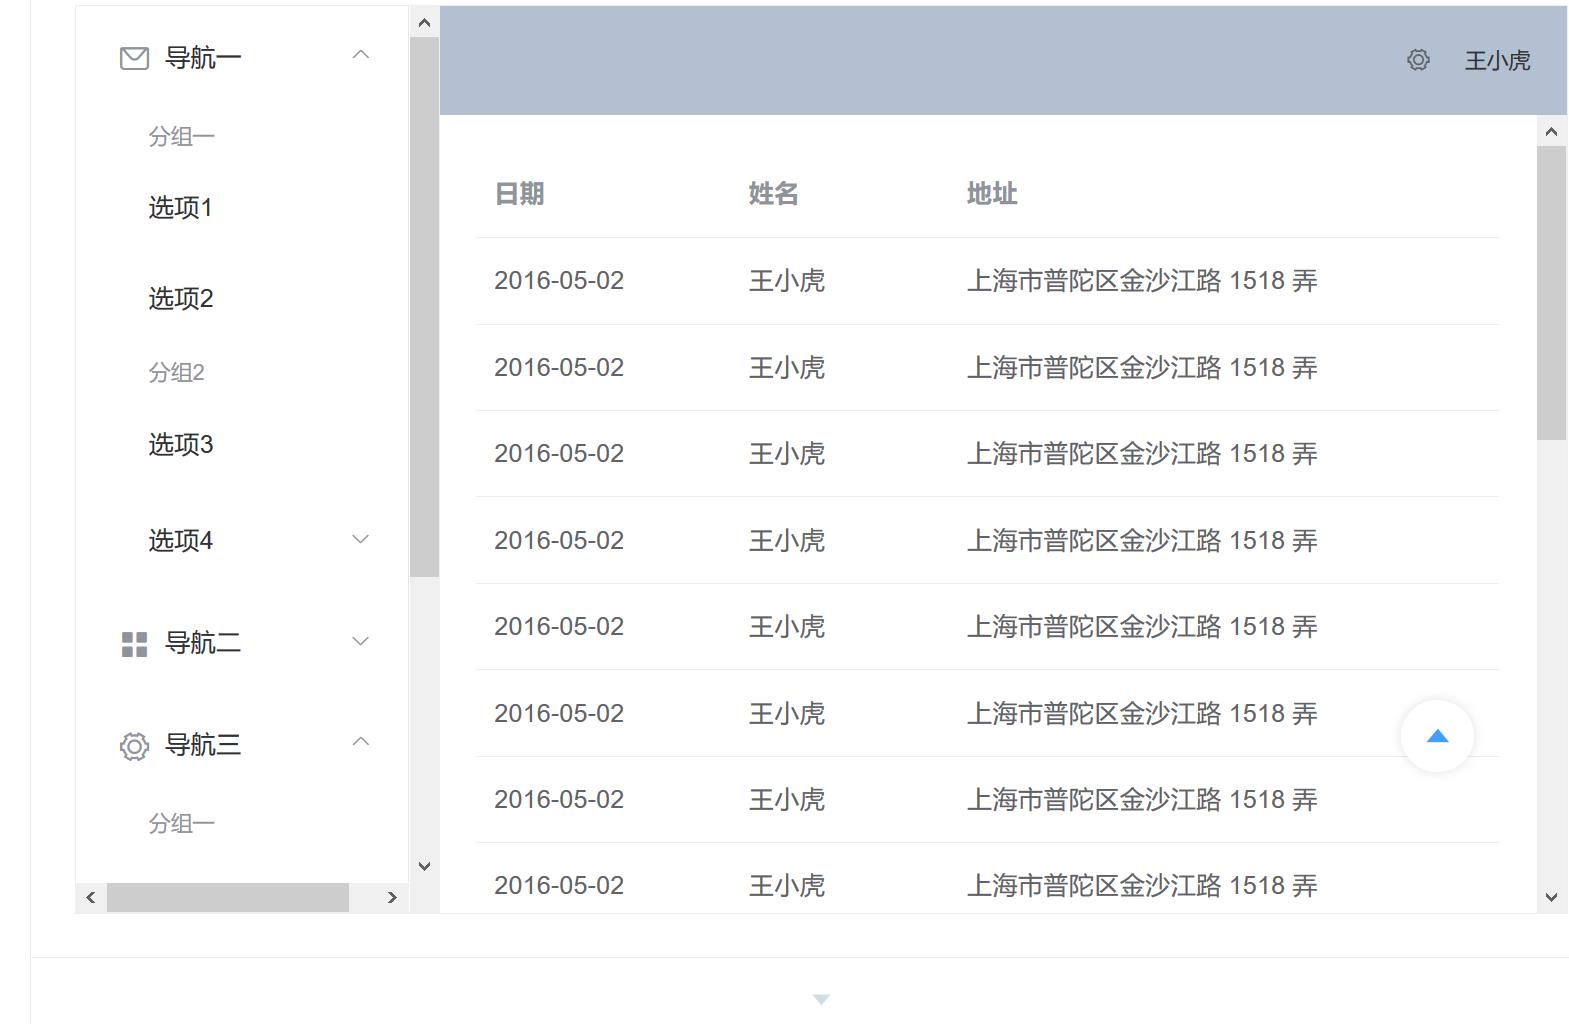 导航一
分组一
选项1
选项2
分组2
选项3
选项4
导航二
导航三
分组一
王小虎
日期 姓名 地址
2016-05-02 王小虎 上海市普陀区金沙江路 1518 弄
2016-05-02 王小虎 上海市普陀区金沙江路 1518 弄
2016-05-02 王小虎 上海市普陀区金沙江路 1518 弄
2016-05-02 王小虎 上海市普陀区金沙江路 1518 弄
2016-05-02 王小虎 上海市普陀区金沙江路 1518 弄
2016-05-02 王小虎 上海市普陀区金沙江路 1518 弄
2016-05-02 王小虎 上海市普陀区金沙江路 1518 弄
2016-05-02 王小虎 上海市普陀区金沙江路 1518 弄